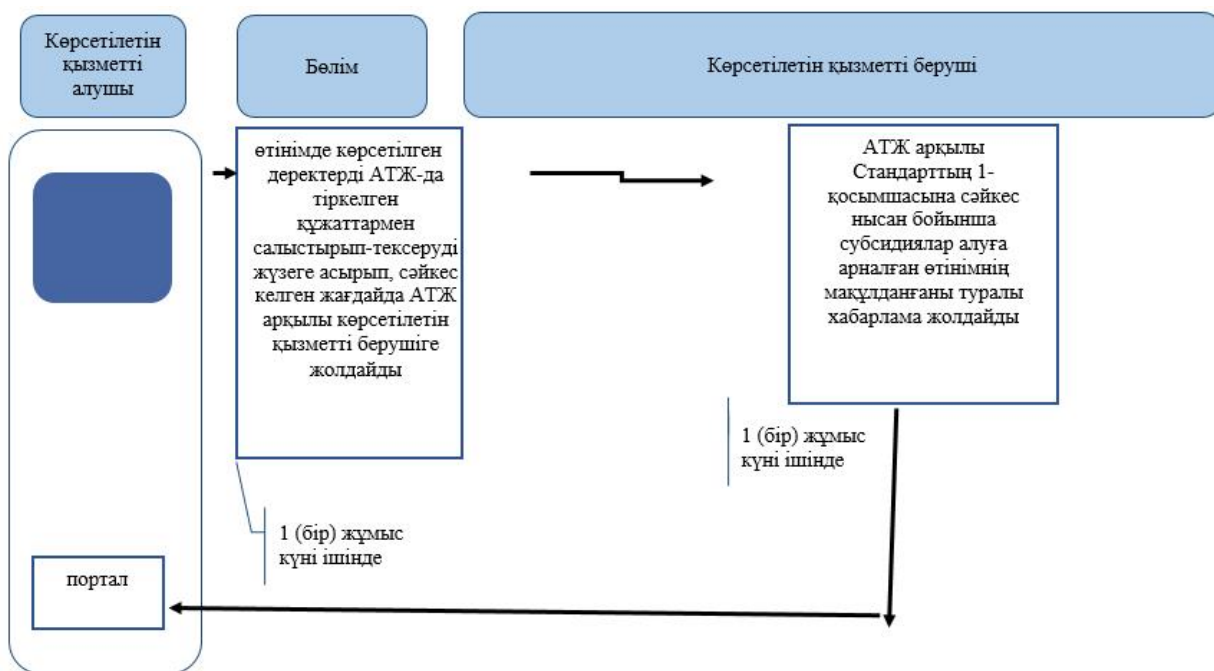 Көрсетілетін
қызметті
алушы
Бөлім
Көрсетілетін қызметті беруші
өтінімде көрсетілген
деректерді АТЖ-да
тіркелген
құжаттармен
салыстырып-тексеруді
жүзеге асырып, сәйкес
келген жағдайда АТЖ
арқылы көрсетілетін
қызметті берушіге
жолдайды
АТЖ арқылы
Стандарттың 1-
қосымшасына сәйкес
нысан бойынша
субсидиялар алуға
арналған өтінімнің
мақұлданғаны туралы
хабарлама жолдайды
1 (бір) жұмыс
күні ішінде
1 (бір) жұмыс
күні ішінде
портал